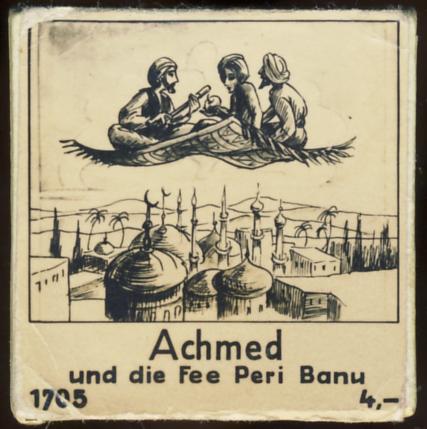 Achmed
und die Fee Peri Banu
1705 4,–